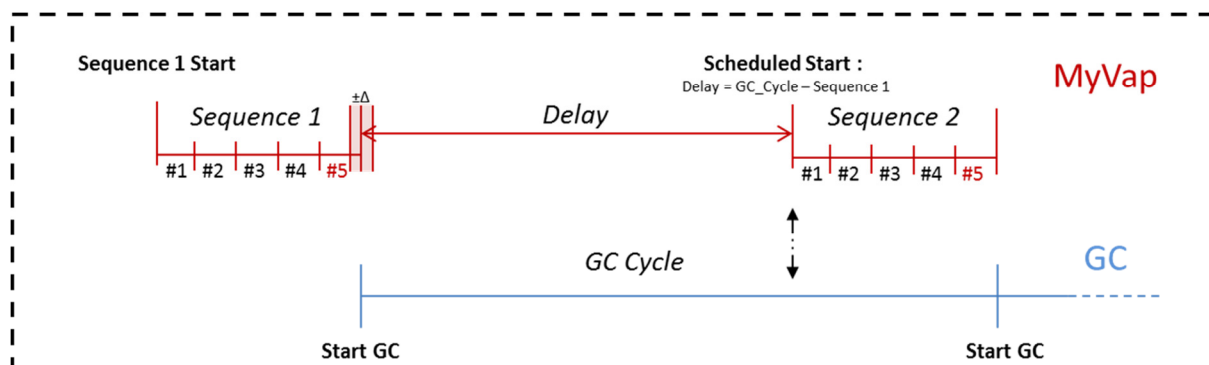 Sequence 1 Start
Scheduled Start :
Delay = GC_Cycle – Sequence 1
MyVap
±Δ
Sequence 1
Delay
Sequence 2
#1 #2 #3 #4 #5
#1 #2 #3 #4 #5
GC Cycle
GC
Start GC
Start GC